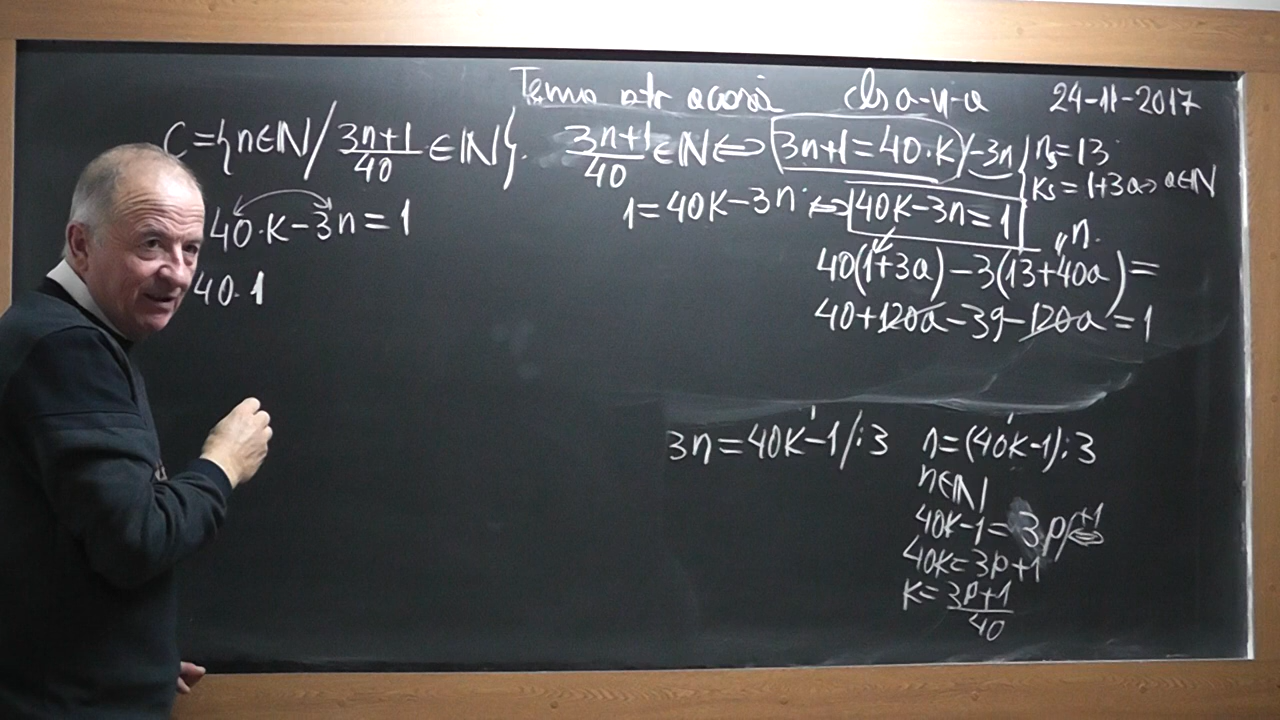 Tema ptr acasă cls a-V-a 24-11-2017
C={n∈ℕ/ 3n+1/40 ∈ℕ}. 3n+1/40 ∈ℕ⇔ 3n+1=40·k/-3n
n₅=13
k₅=1+3a→a∈ℕ
40·k-3n=1
1=40k-3n ⇔ 40k-3n=1
"n.
40·1
40(1+3a)-3(13+40a)=
40+120a-39-120a=1
3n=40k-1/:3 n=(40k-1):3
n∈ℕ
40k-1=3p/+1⇔
40k=3p+1
k=3p+1/40